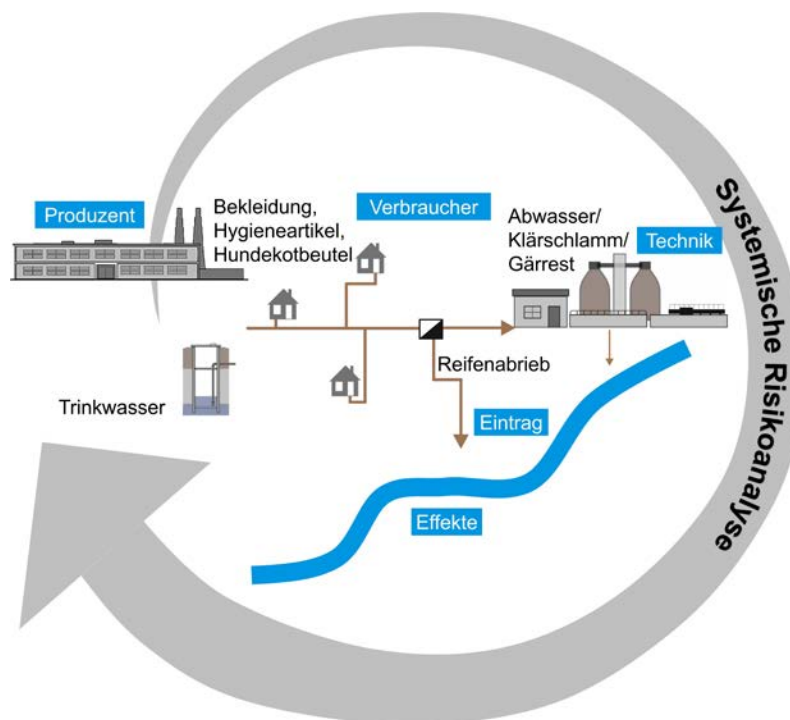 Produzent
Bekleidung,
Hygieneartikel,
Hundekotbeutel
Verbraucher
Abwasser/
Klärschlamm/
Gärrest
Technik
Systemische Risikoanalyse
Reifenabrieb
Trinkwasser
Eintrag
Effekte